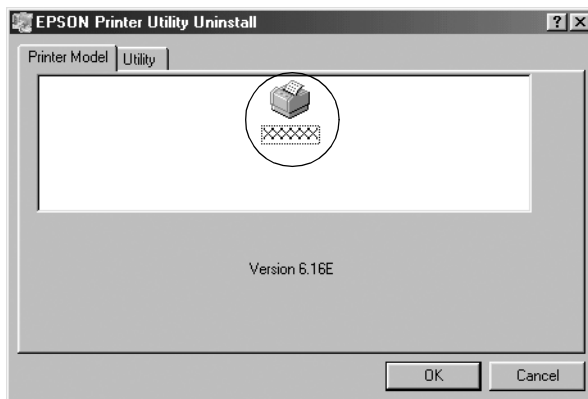 EPSON Printer Utility Uninstall
Printer Model
Utility
Version 6.16E
OK
Cancel